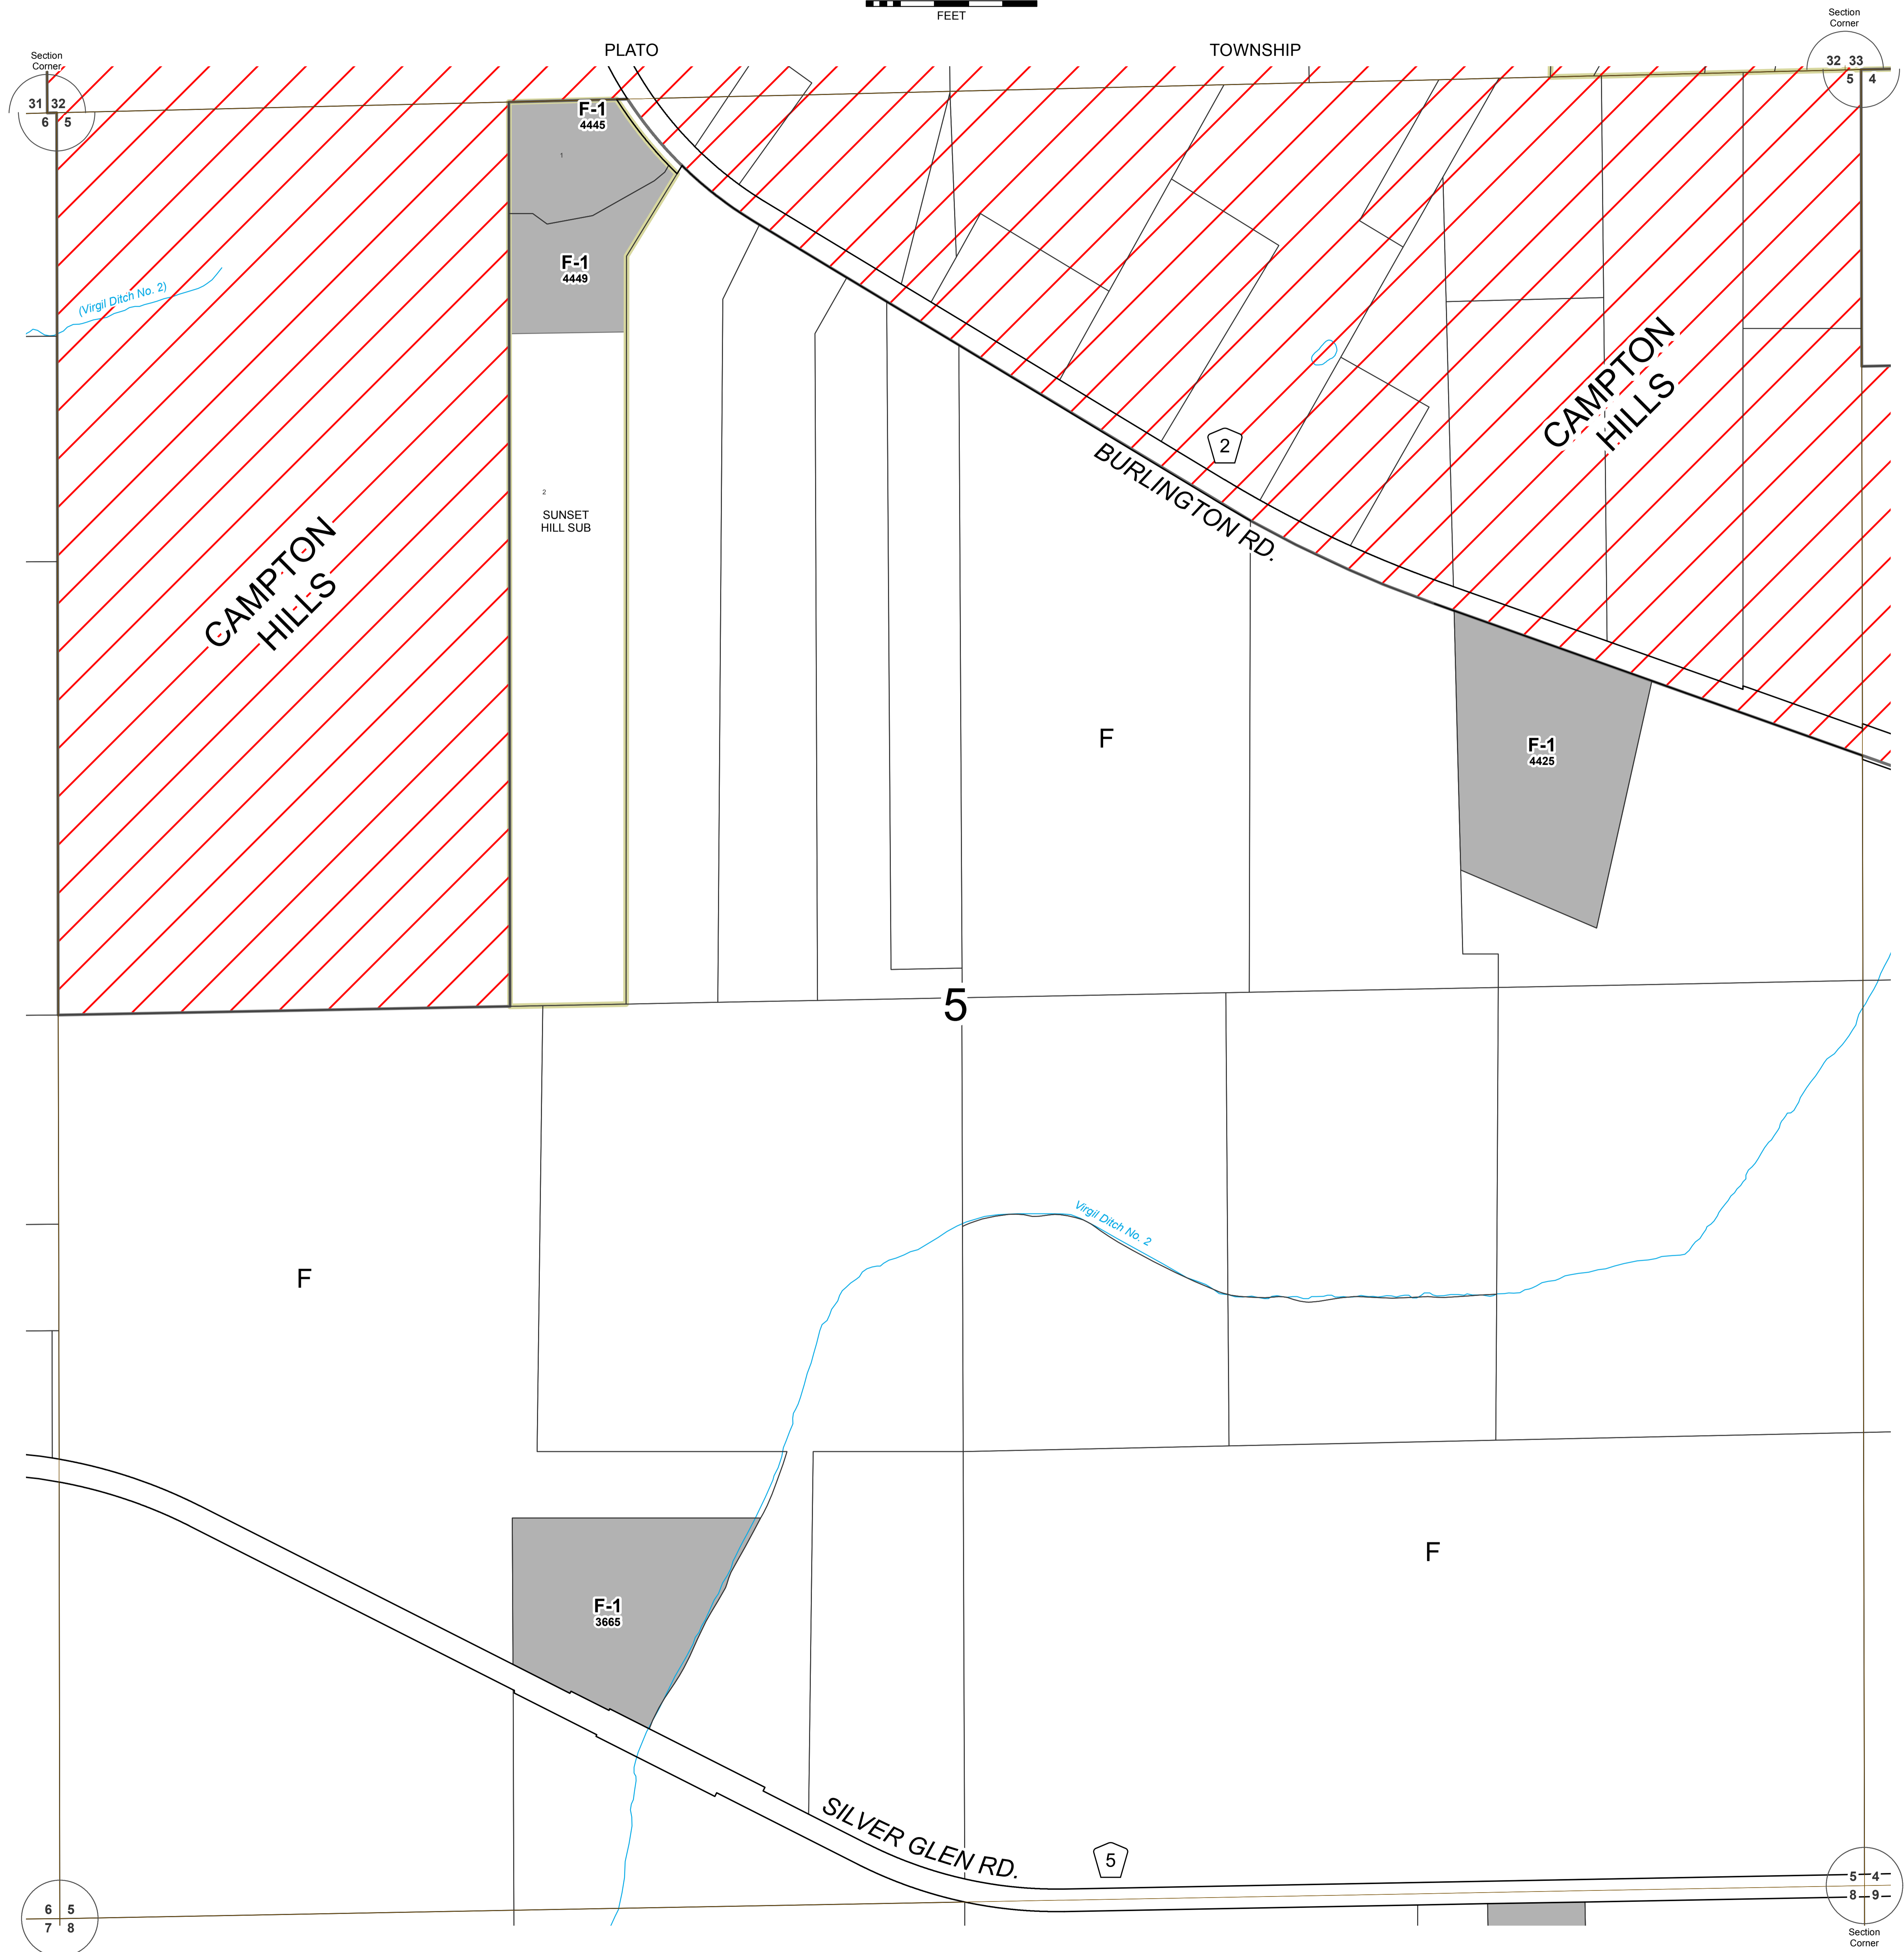 FEET
Section
Corner
Section
Corner
PLATO
TOWNSHIP
31 32
6 5
32 33
5 4
F-1
4445
1
F-1
4449
(Virgil Ditch No. 2)
CAMPTON
HILLS
2
BURLINGTON RD.
2
SUNSET
HILL SUB
CAMPTON
HILLS
F
F-1
4425
5
Virgil Ditch No. 2
F
F
F-1
3665
SILVER GLEN RD.
5
6 5
7 8
5 4
8 9
Section
Corner